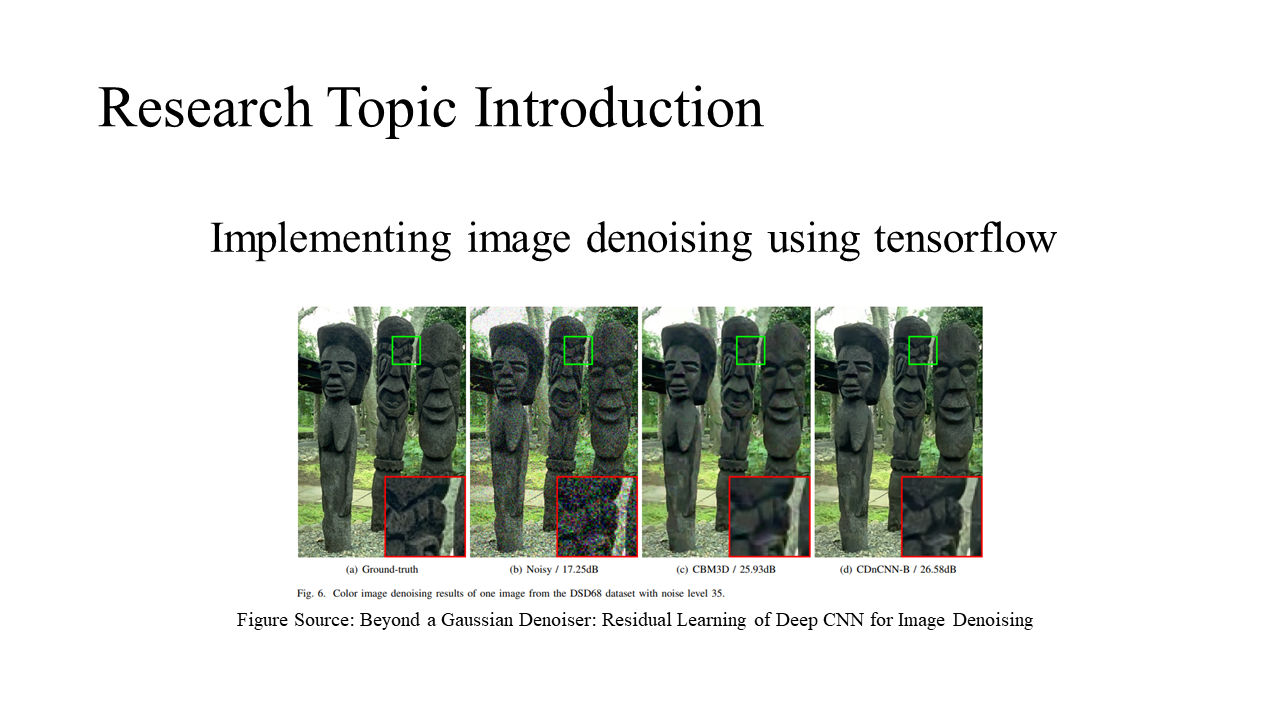 Research Topic Introduction
Implementing image denoising using tensorflow
(a) Ground-truth
(b) Noisy / 17.25dB
(c) CBM3D / 25.93dB
(d) CDnCNN-B / 26.58dB
Fig. 6. Color image denoising results of one image from the DSD68 dataset with noise level 35.
Figure Source: Beyond a Gaussian Denoiser: Residual Learning of Deep CNN for Image Denoising